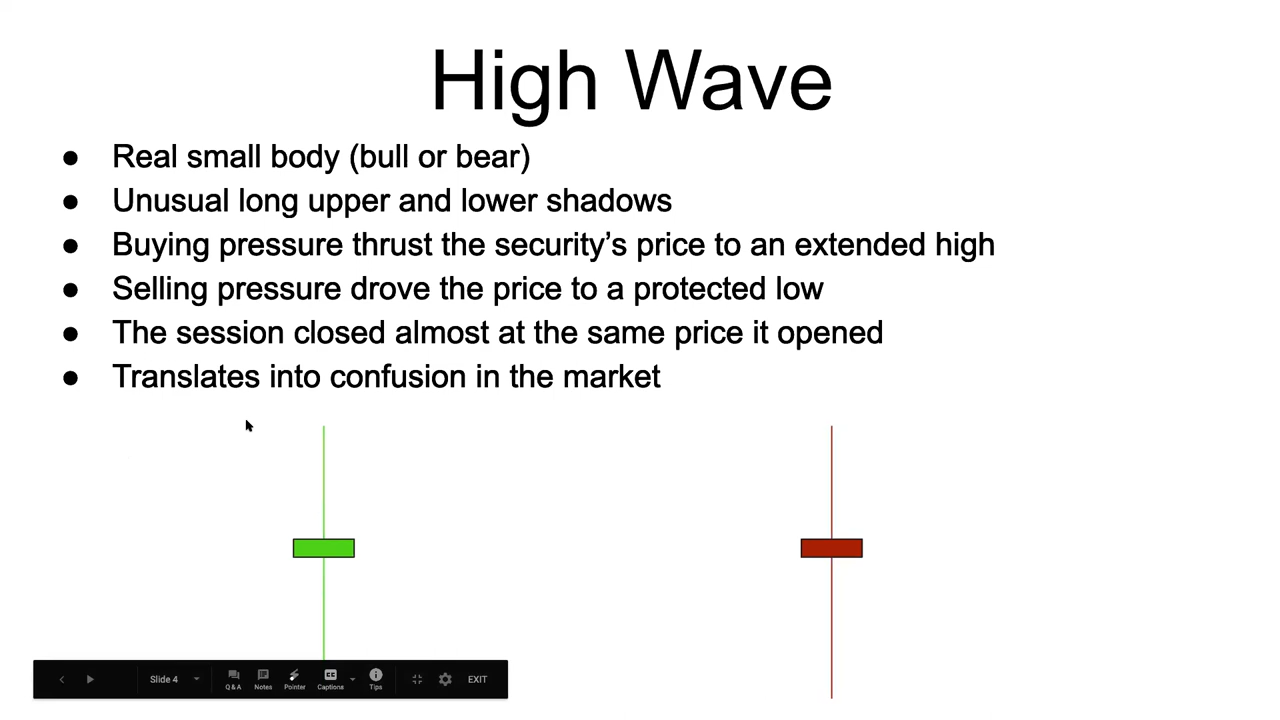 High Wave
● Real small body (bull or bear)
● Unusual long upper and lower shadows
● Buying pressure thrust the security’s price to an extended high
● Selling pressure drove the price to a protected low
● The session closed almost at the same price it opened
● Translates into confusion in the market
Slide 4
Q&A Notes Pointer CC Captions Tips EXIT